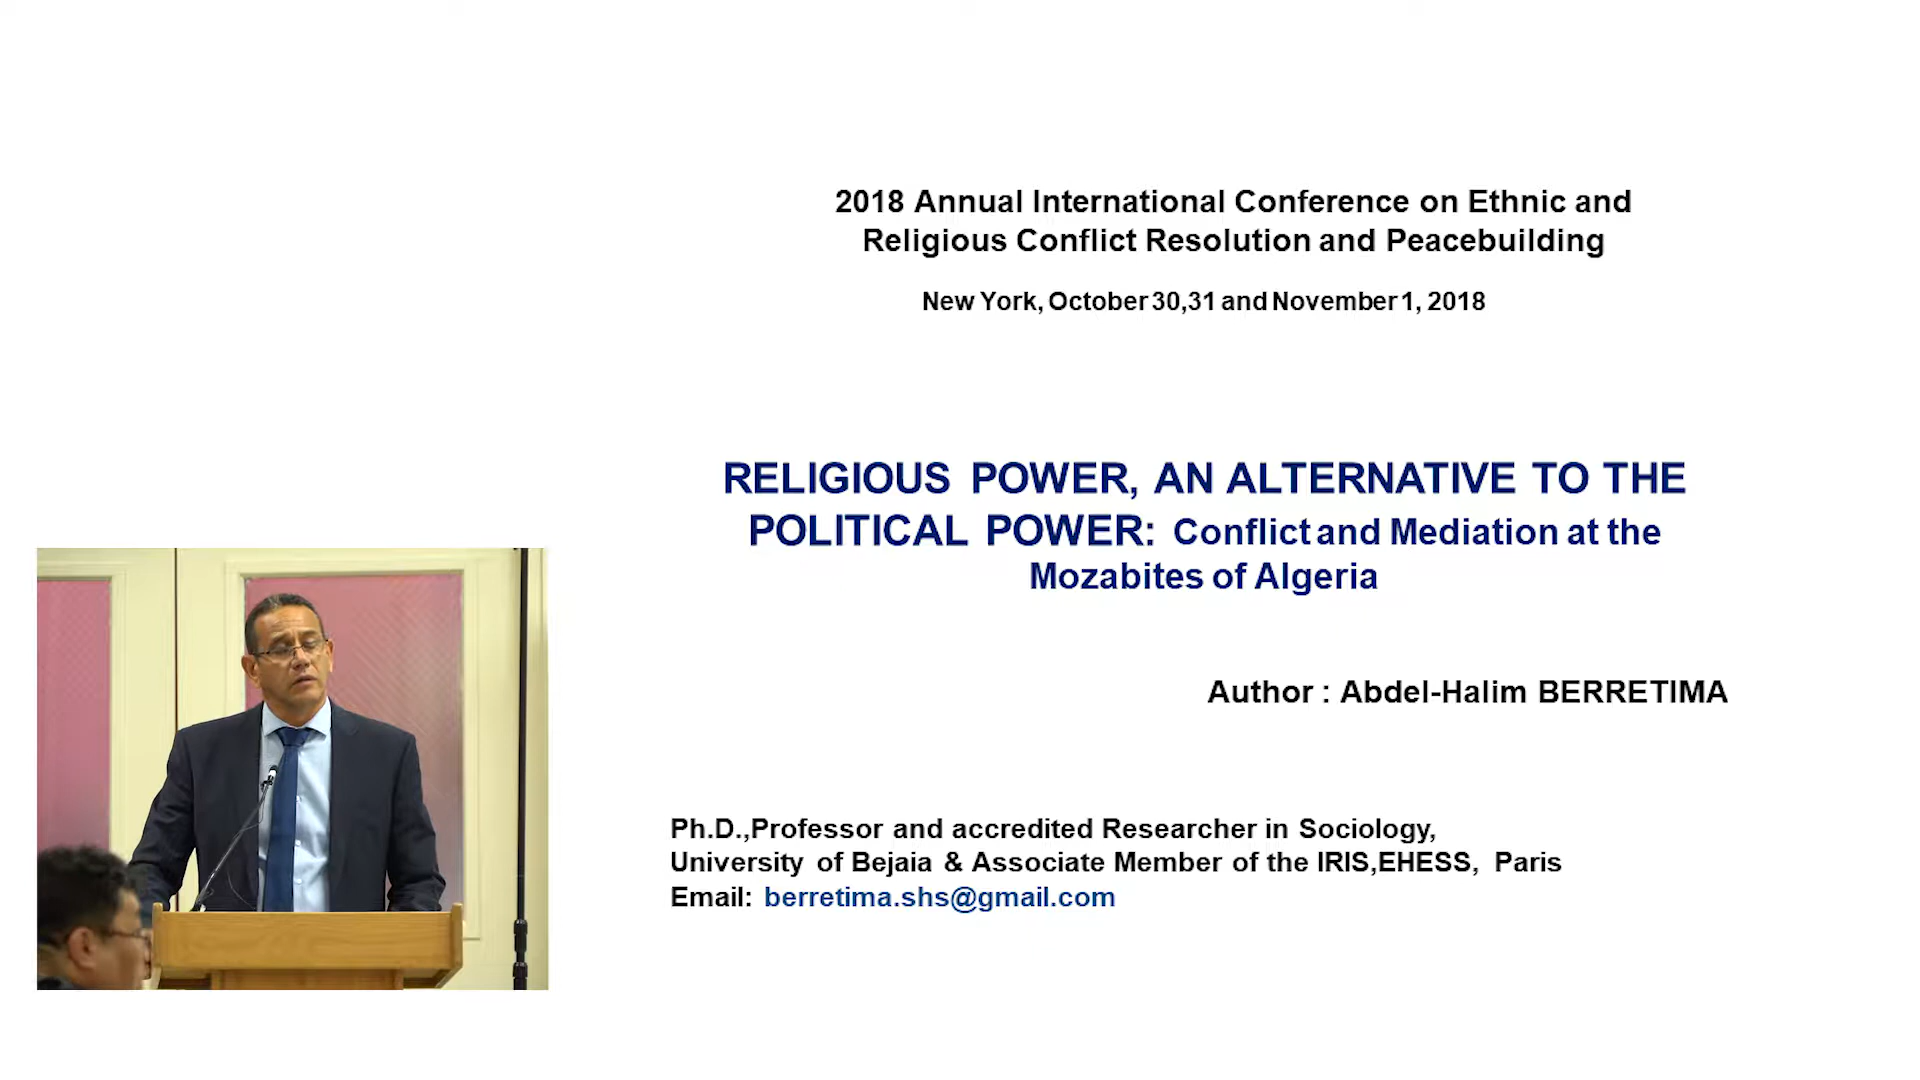 2018 Annual International Conference on Ethnic and
Religious Conflict Resolution and Peacebuilding
New York, October 30,31 and November 1, 2018
RELIGIOUS POWER, AN ALTERNATIVE TO THE
POLITICAL POWER: Conflict and Mediation at the
Mozabites of Algeria
Author : Abdel-Halim BERRETIMA
Ph.D.,Professor and accredited Researcher in Sociology,
University of Bejaia & Associate Member of the IRIS,EHESS, Paris
Email: berretima.shs@gmail.com